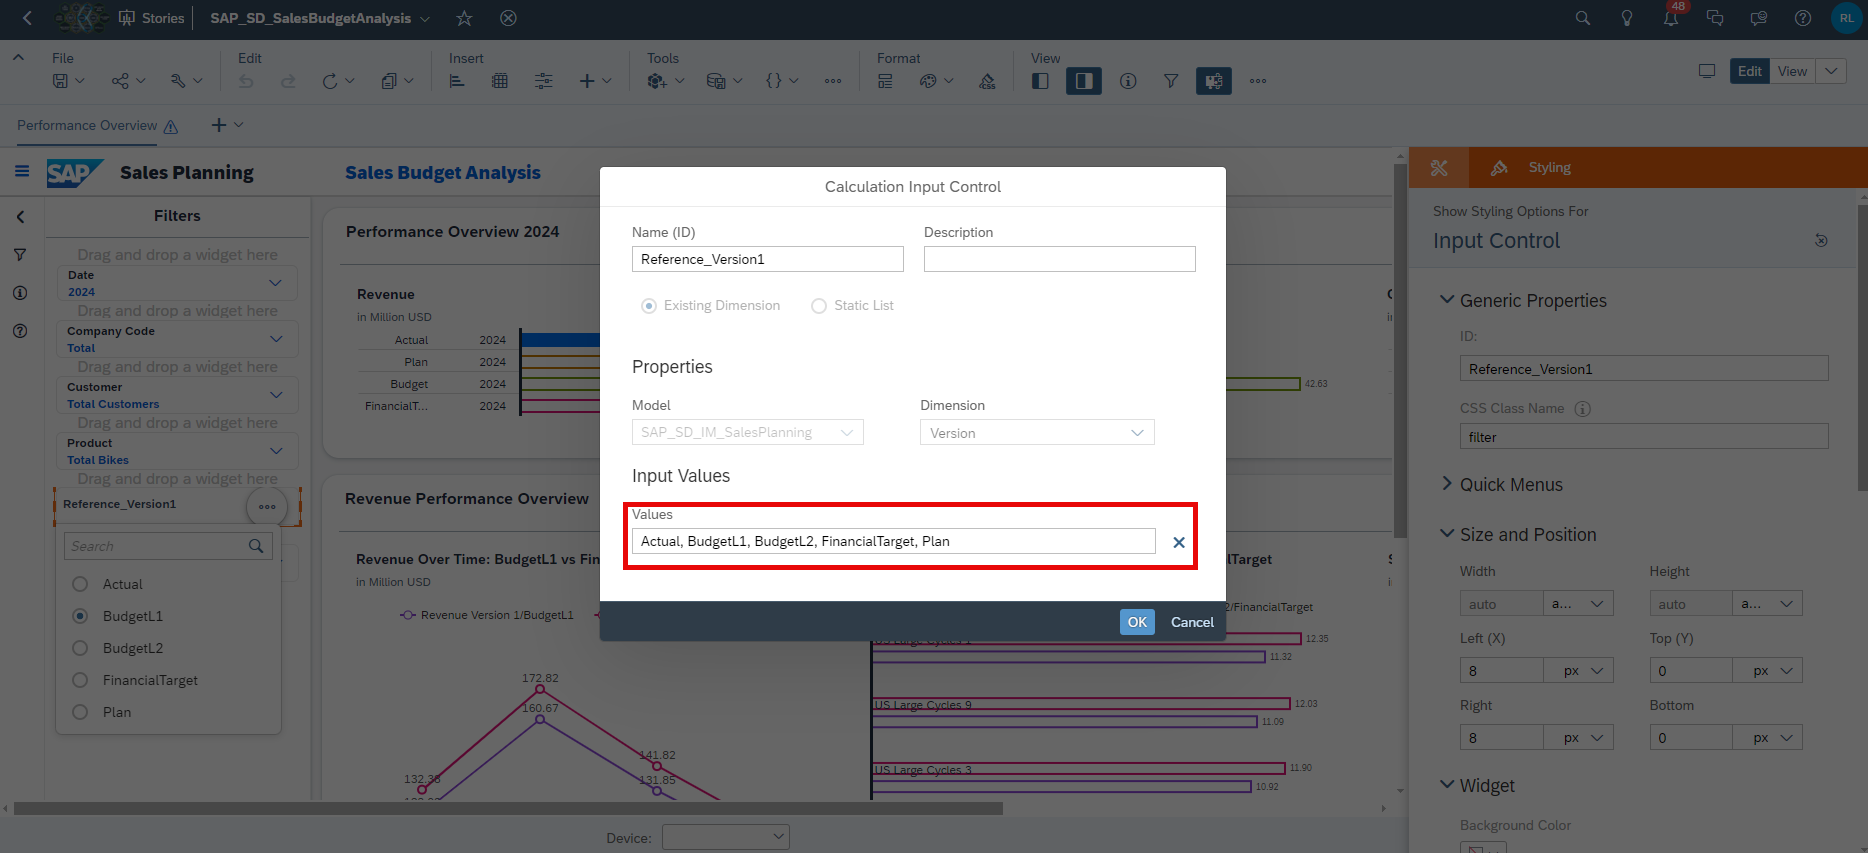 Stories
SAP_SD_SalesBudgetAnalysis
48
RL
File
Edit
Insert
Tools
Format
View
CSS
Edit
View
Performance Overview
SAP
Sales Planning
Sales Budget Analysis
Filters
Drag and drop a widget here
Date
2024
Drag and drop a widget here
Company Code
Total
Drag and drop a widget here
Customer
Total Customers
Drag and drop a widget here
Product
Total Bikes
Drag and drop a widget here
Reference_Version1
Search
Actual
BudgetL1
BudgetL2
FinancialTarget
Plan
Performance Overview 2024
Revenue
in Million USD
Actual 2024
Plan 2024
Budget 2024
FinancialT... 2024
42.63
Revenue Performance Overview
Revenue Over Time: BudgetL1 vs Fin
in Million USD
Revenue Version 1/BudgetL1
172.82
160.67
141.82
131.85
132.38
lTarget
2/FinancialTarget
US Large Cycles 1
12.35
11.32
US Large Cycles 9
12.03
11.09
US Large Cycles 3
11.90
10.92
Device:
Calculation Input Control
Name (ID)
Description
Reference_Version1
Existing Dimension
Static List
Properties
Model
Dimension
SAP_SD_IM_SalesPlanning
Version
Input Values
Values
Actual, BudgetL1, BudgetL2, FinancialTarget, Plan
OK
Cancel
Styling
Show Styling Options For
Input Control
Generic Properties
ID:
Reference_Version1
CSS Class Name
filter
Quick Menus
Size and Position
Width
Height
auto a...
auto a...
Left (X)
Top (Y)
8 px
0 px
Right
Bottom
8 px
0 px
Widget
Background Color